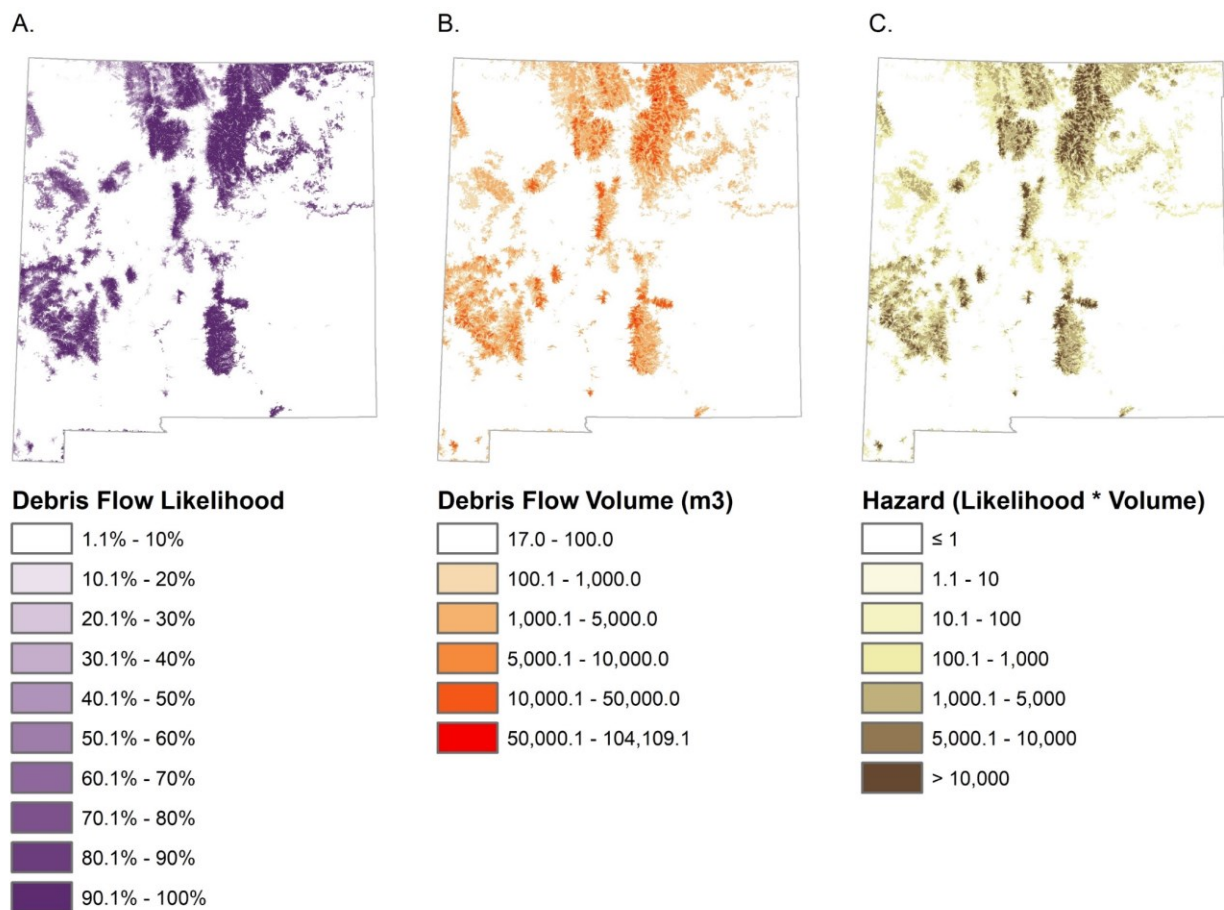 A.
B.
C.
Debris Flow Likelihood
1.1% - 10%
10.1% - 20%
20.1% - 30%
30.1% - 40%
40.1% - 50%
50.1% - 60%
60.1% - 70%
70.1% - 80%
80.1% - 90%
90.1% - 100%
Debris Flow Volume (m3)
17.0 - 100.0
100.1 - 1,000.0
1,000.1 - 5,000.0
5,000.1 - 10,000.0
10,000.1 - 50,000.0
50,000.1 - 104,109.1
Hazard (Likelihood * Volume)
≤ 1
1.1 - 10
10.1 - 100
100.1 - 1,000
1,000.1 - 5,000
5,000.1 - 10,000
> 10,000